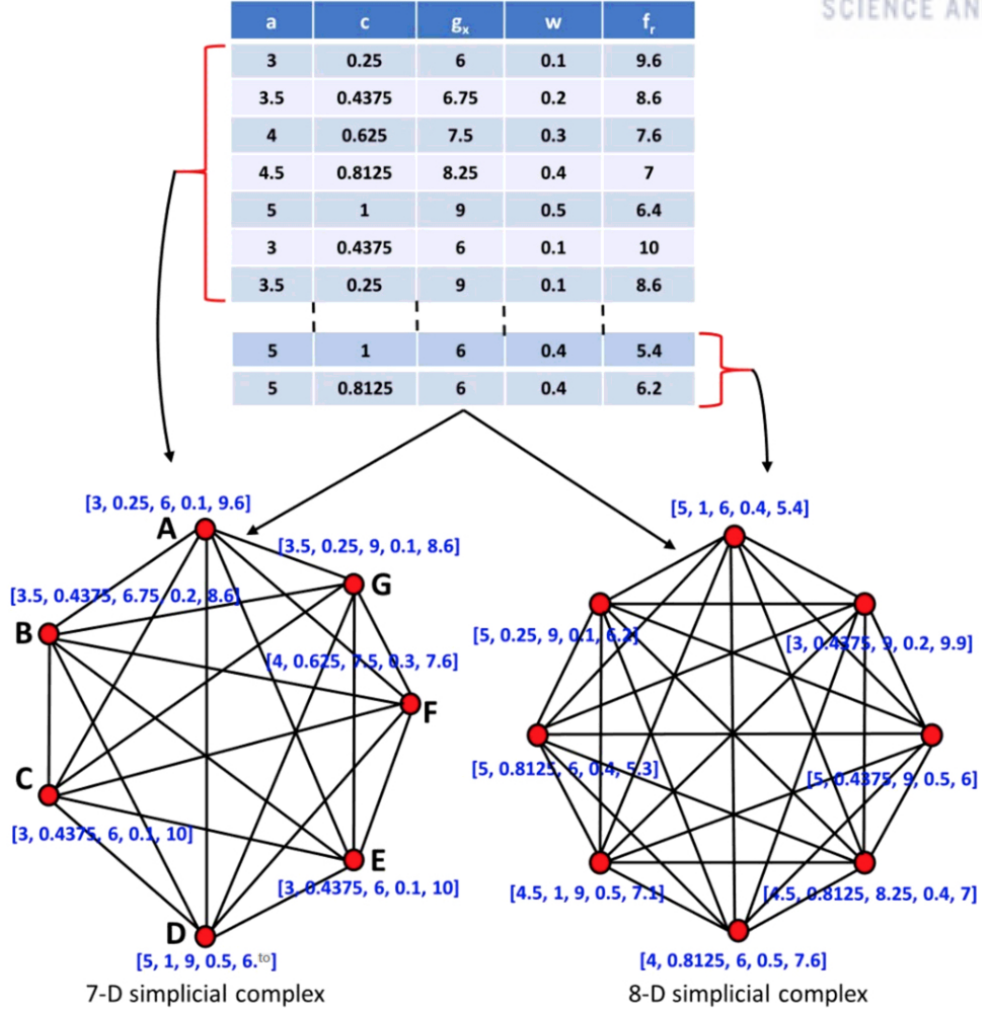 SCIENCE AN
a c gx w fr
3 0.25 6 0.1 9.6
3.5 0.4375 6.75 0.2 8.6
4 0.625 7.5 0.3 7.6
4.5 0.8125 8.25 0.4 7
5 1 9 0.5 6.4
3 0.4375 6 0.1 10
3.5 0.25 9 0.1 8.6
5 1 6 0.4 5.4
5 0.8125 6 0.4 6.2
[3, 0.25, 6, 0.1, 9.6]
A
[3.5, 0.25, 9, 0.1, 8.6]
G
[3.5, 0.4375, 6.75, 0.2, 8.6]
B
[4, 0.625, 7.5, 0.3, 7.6]
F
C
[3, 0.4375, 6, 0.1, 10]
E
[3, 0.4375, 6, 0.1, 10]
D
[5, 1, 9, 0.5, 6.to]
7-D simplicial complex
[5, 1, 6, 0.4, 5.4]
[5, 0.25, 9, 0.1, 6.2]
[3, 0.4375, 9, 0.2, 9.9]
[5, 0.8125, 6, 0.4, 5.3]
[5, 0.4375, 9, 0.5, 6]
[4.5, 1, 9, 0.5, 7.1]
[4.5, 0.8125, 8.25, 0.4, 7]
[4, 0.8125, 6, 0.5, 7.6]
8-D simplicial complex